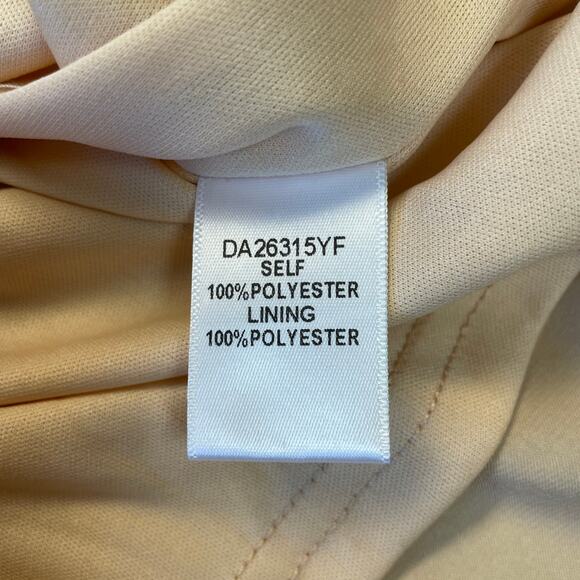 DA26315YF
SELF
100%POLYESTER
LINING
100%POLYESTER